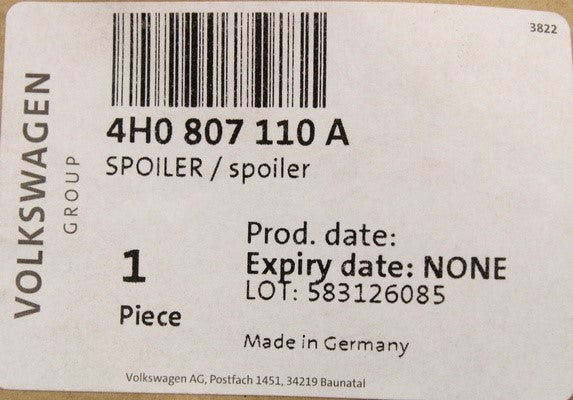 3822
VOLKSWAGEN
GROUP
4H0 807 110 A
SPOILER / spoiler
1
Piece
Prod. date:
Expiry date: NONE
LOT: 583126085
Made in Germany
Volkswagen AG, Postfach 1451, 34219 Baunatal